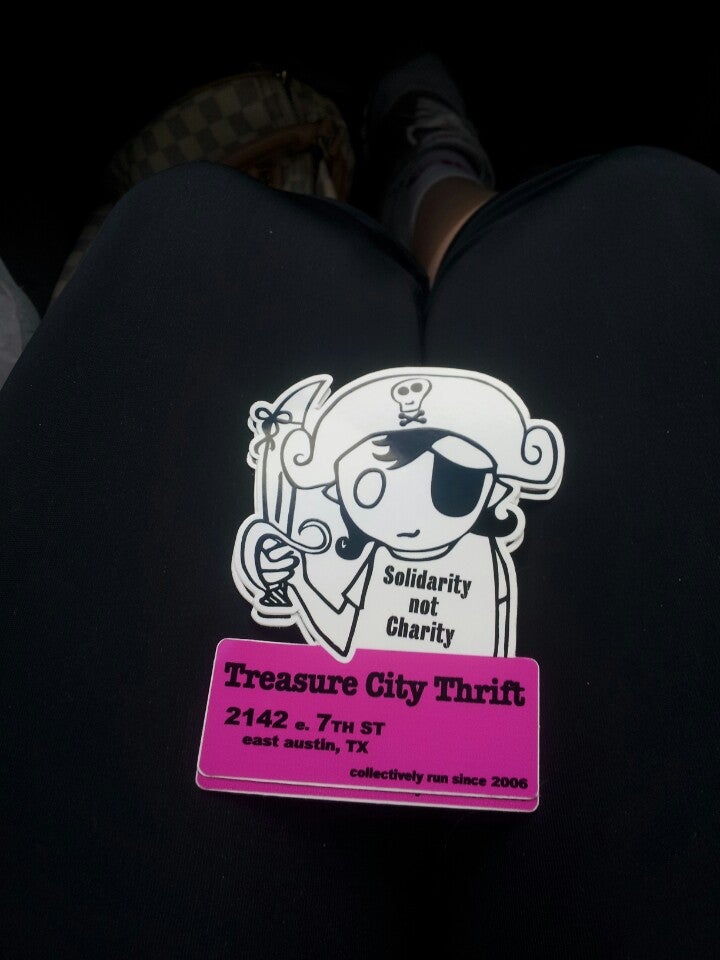 Solidarity
not
Charity
Treasure City Thrift
2142 e. 7TH ST
east austin, TX
collectively run since 2006